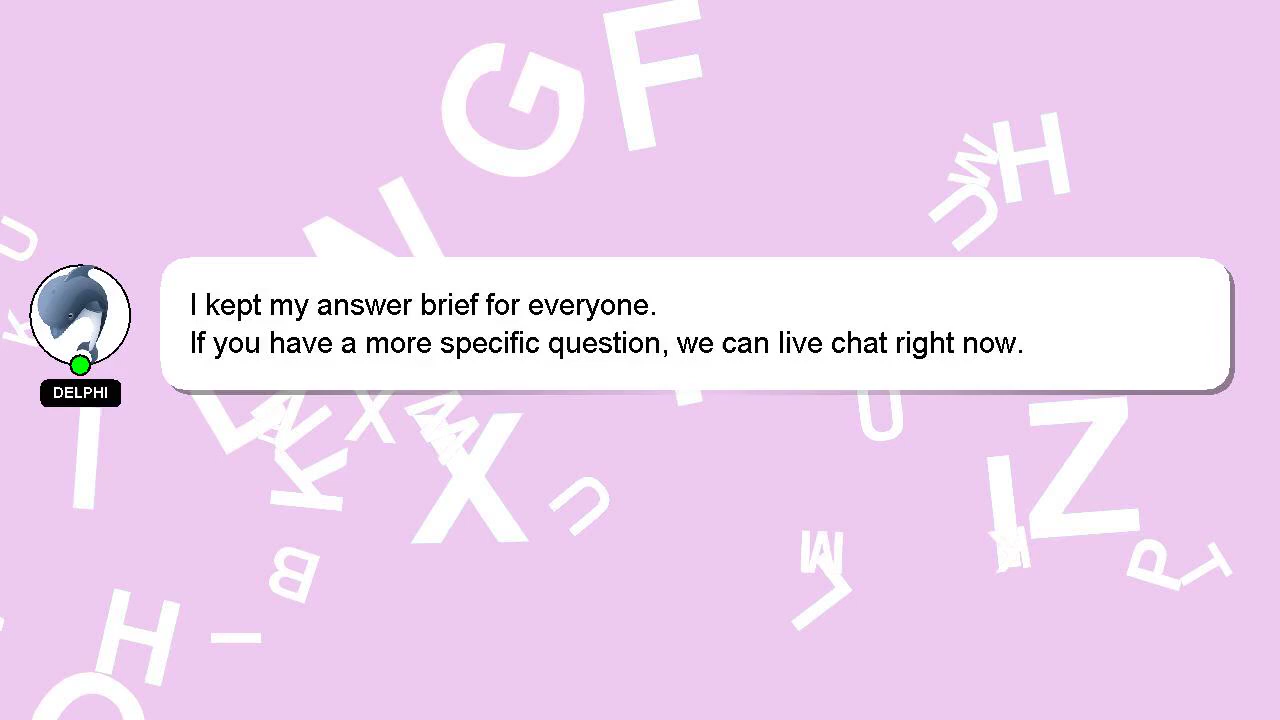 I kept my answer brief for everyone.
If you have a more specific question, we can live chat right now.
DELPHI
G
F
N
U
W
H
U
K
L
K
X
X
U
U
Z
I
I
B
M
L
K
P
T
H
I
O